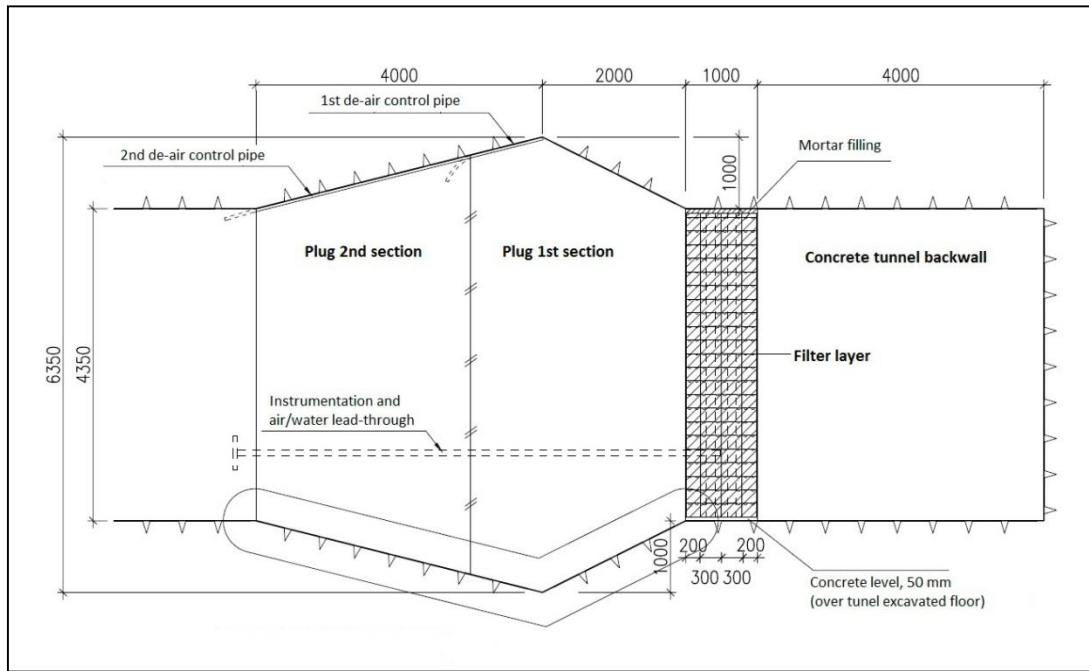 4000
2000
1000
4000
1st de-air control pipe
2nd de-air control pipe
Mortar filling
1000
Plug 2nd section
Plug 1st section
Concrete tunnel backwall
6350
4350
Filter layer
Instrumentation and
air/water lead-through
200
200
300
300
1000
Concrete level, 50 mm
(over tunel excavated floor)